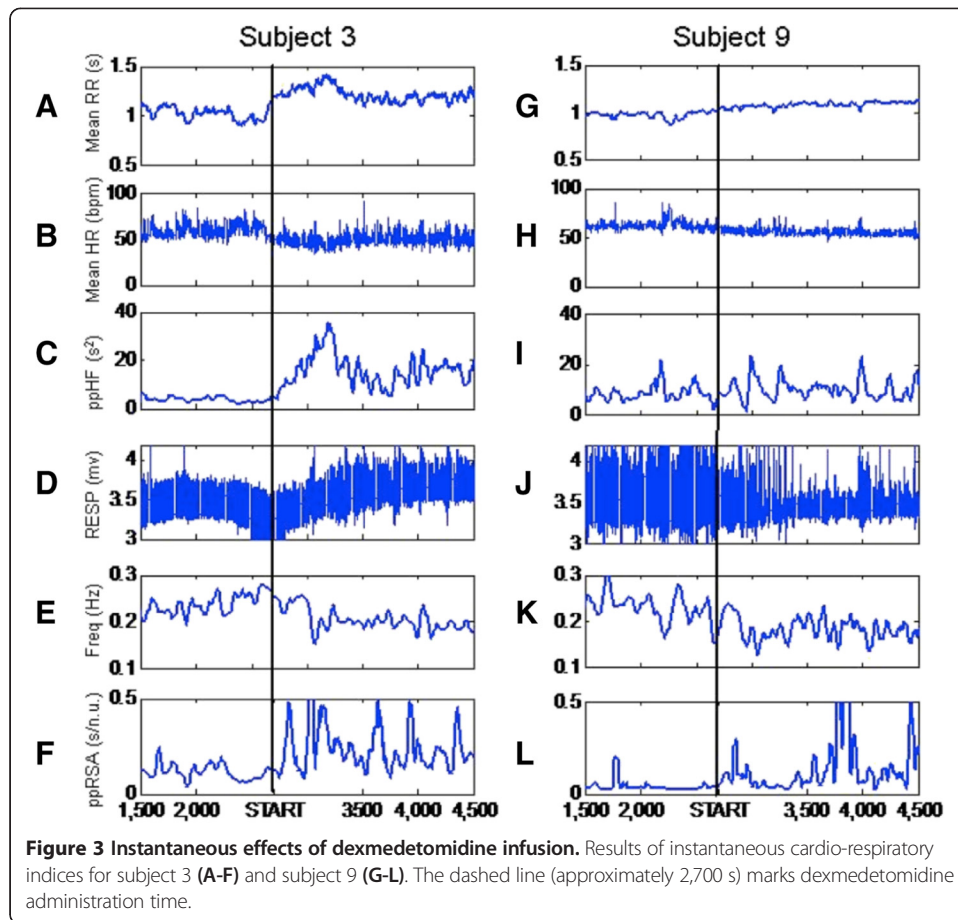 Subject 3
Subject 9
A
Mean RR (s)
1.5
1
0.5
G
1.5
1
0.5
B
Mean HR (bpm)
100
50
0
H
100
50
0
C
ppHF (s²)
40
20
0
I
40
20
0
D
RESP (mv)
4
3.5
3
J
4
3.5
3
E
Freq (Hz)
0.3
0.2
0.1
K
0.3
0.2
0.1
F
ppRSA (s/n.u.)
0.5
0
L
0.5
0
1,500 2,000 START 3,500 4,000 4,500
1,500 2,000 START 3,500 4,000 4,500
Figure 3 Instantaneous effects of dexmedetomidine infusion. Results of instantaneous cardio-respiratory
indices for subject 3 (A-F) and subject 9 (G-L). The dashed line (approximately 2,700 s) marks dexmedetomidine
administration time.